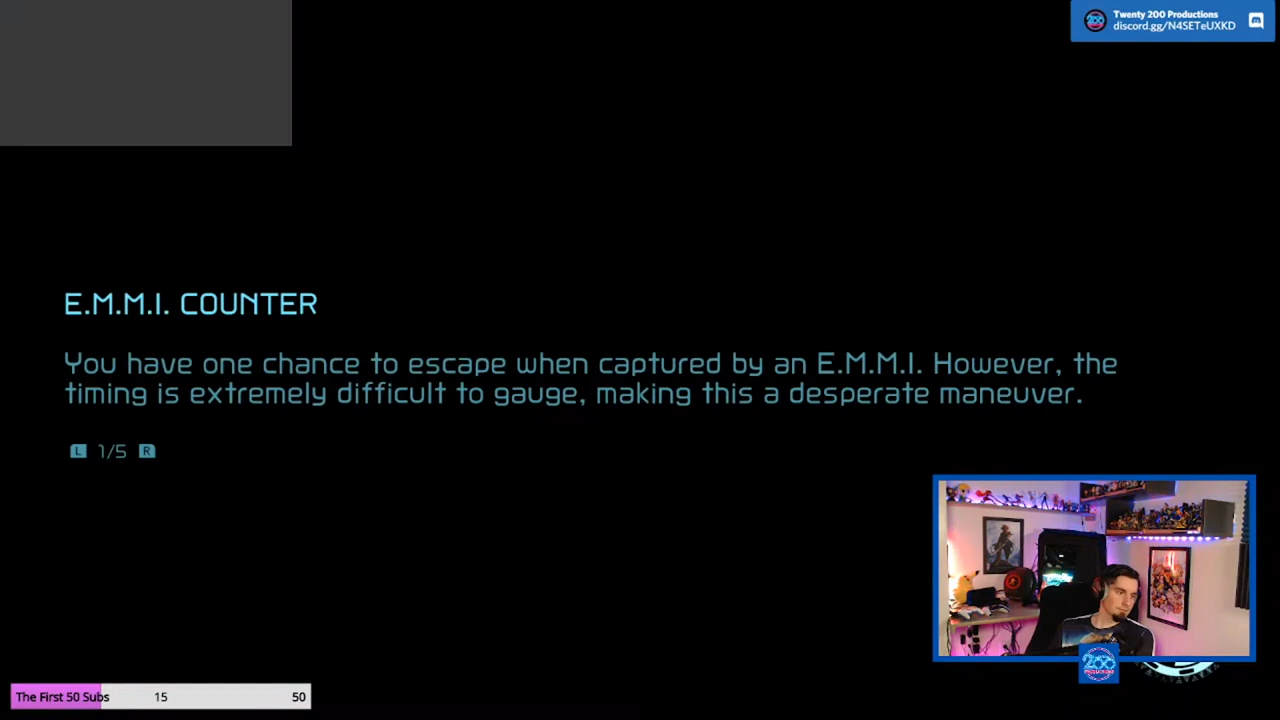 Twenty 200 Productions
discord.gg/N4SETeUXKD
E.M.M.I. COUNTER
You have one chance to escape when captured by an E.M.M.I. However, the
timing is extremely difficult to gauge, making this a desperate maneuver.
L 1/5 R
200
The First 50 Subs 15 50